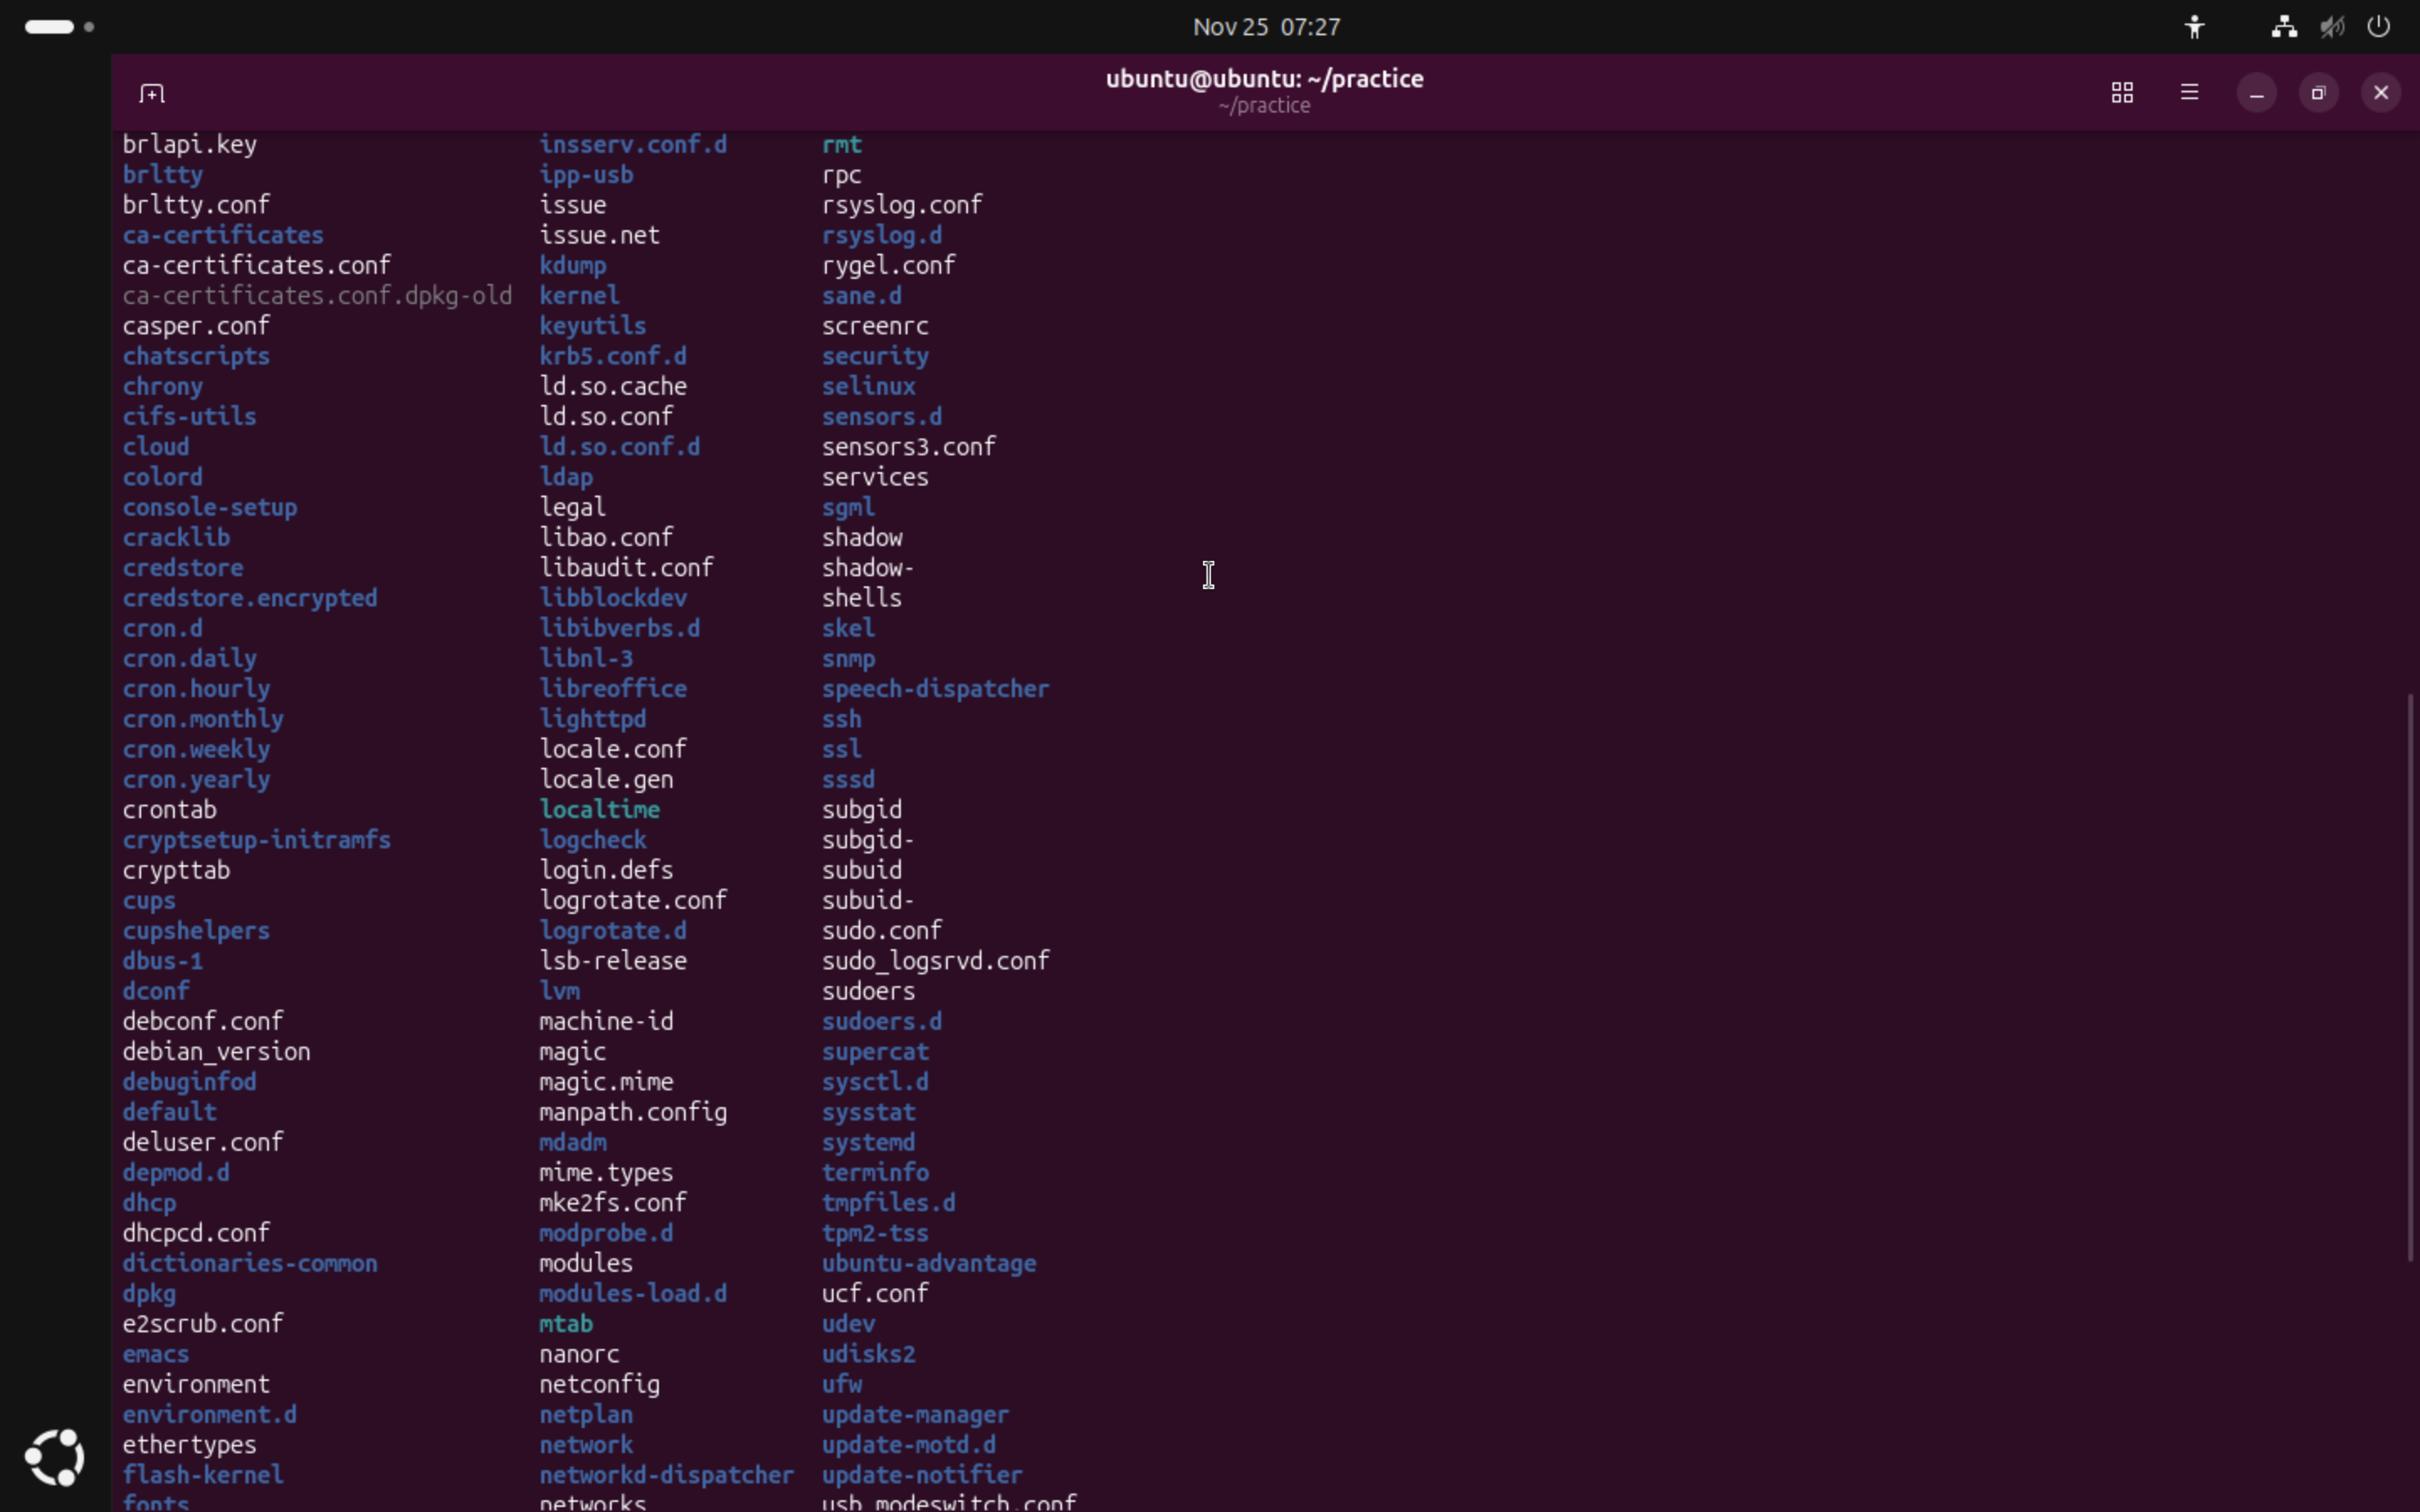 Nov 25 07:27
ubuntu@ubuntu: ~/practice
~/practice
brlapi.key insserv.conf.d rmt
brltty ipp-usb rpc
brltty.conf issue rsyslog.conf
ca-certificates issue.net rsyslog.d
ca-certificates.conf kdump rygel.conf
ca-certificates.conf.dpkg-old kernel sane.d
casper.conf keyutils screenrc
chatscripts krb5.conf.d security
chrony ld.so.cache selinux
cifs-utils ld.so.conf sensors.d
cloud ld.so.conf.d sensors3.conf
colord ldap services
console-setup legal sgml
cracklib libao.conf shadow
credstore libaudit.conf shadow-
credstore.encrypted libblockdev shells
cron.d libibverbs.d skel
cron.daily libnl-3 snmp
cron.hourly libreoffice speech-dispatcher
cron.monthly lighttpd ssh
cron.weekly locale.conf ssl
cron.yearly locale.gen sssd
crontab localtime subgid
cryptsetup-initramfs logcheck subgid-
crypttab login.defs subuid
cups logrotate.conf subuid-
cupshelpers logrotate.d sudo.conf
dbus-1 lsb-release sudo_logsrvd.conf
dconf lvm sudoers
debconf.conf machine-id sudoers.d
debian_version magic supercat
debuginfod magic.mime sysctl.d
default manpath.config sysstat
deluser.conf mdadm systemd
depmod.d mime.types terminfo
dhcp mke2fs.conf tmpfiles.d
dhcpcd.conf modprobe.d tpm2-tss
dictionaries-common modules ubuntu-advantage
dpkg modules-load.d ucf.conf
e2scrub.conf mtab udev
emacs nanorc udisks2
environment netconfig ufw
environment.d netplan update-manager
ethertypes network update-motd.d
flash-kernel networkd-dispatcher update-notifier
fonts networks usb_modeswitch.conf